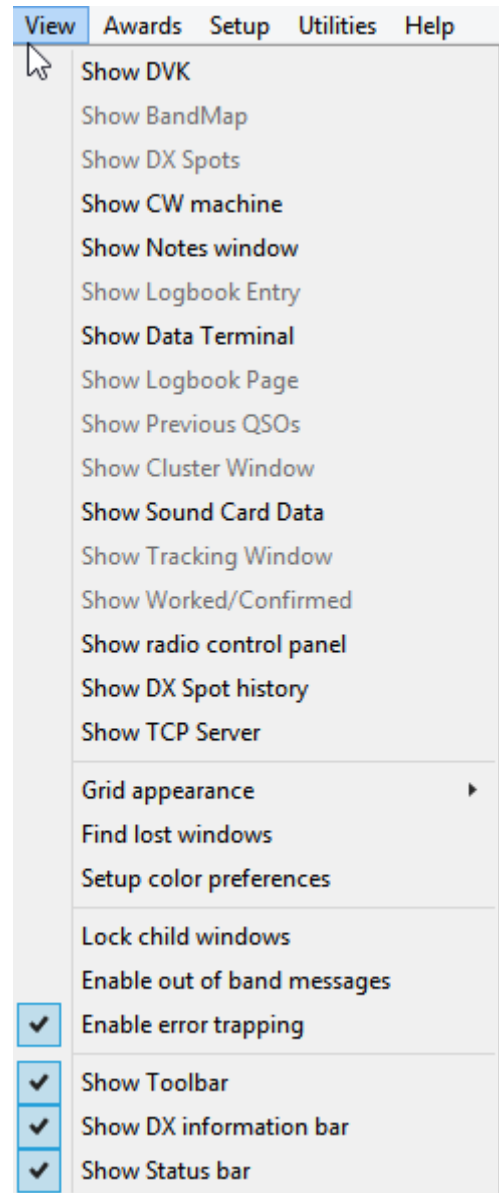 View Awards Setup Utilities Help
Show DVK
Show BandMap
Show DX Spots
Show CW machine
Show Notes window
Show Logbook Entry
Show Data Terminal
Show Logbook Page
Show Previous QSOs
Show Cluster Window
Show Sound Card Data
Show Tracking Window
Show Worked/Confirmed
Show radio control panel
Show DX Spot history
Show TCP Server
Grid appearance
Find lost windows
Setup color preferences
Lock child windows
Enable out of band messages
Enable error trapping
Show Toolbar
Show DX information bar
Show Status bar